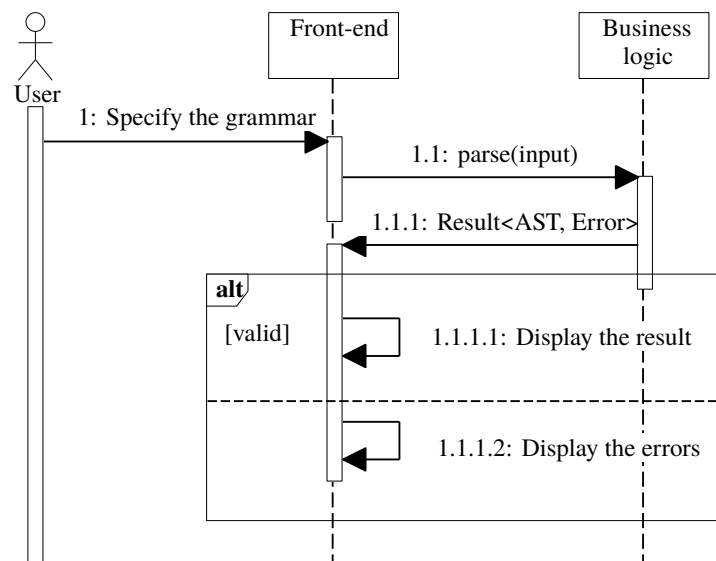 Front-end
Business
logic
User
1: Specify the grammar
1.1: parse(input)
1.1.1: Result<AST, Error>
alt
[valid]
1.1.1.1: Display the result
1.1.1.2: Display the errors